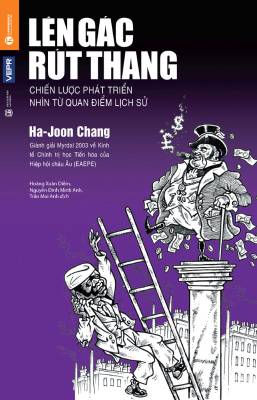 LÊN GÁC
RÚT THANG
CHIẾN LƯỢC PHÁT TRIỂN
NHÌN TỪ QUAN ĐIỂM LỊCH SỬ
Ha-Joon Chang
Giành giải Myrdal 2003 về Kinh
tế Chính trị học Tiến hóa của
Hiệp hội châu Âu (EAEPE)
Hoàng Xuân Diễm,
Nguyễn Đình Minh Anh,
Trần Mai Anh dịch
VEPR